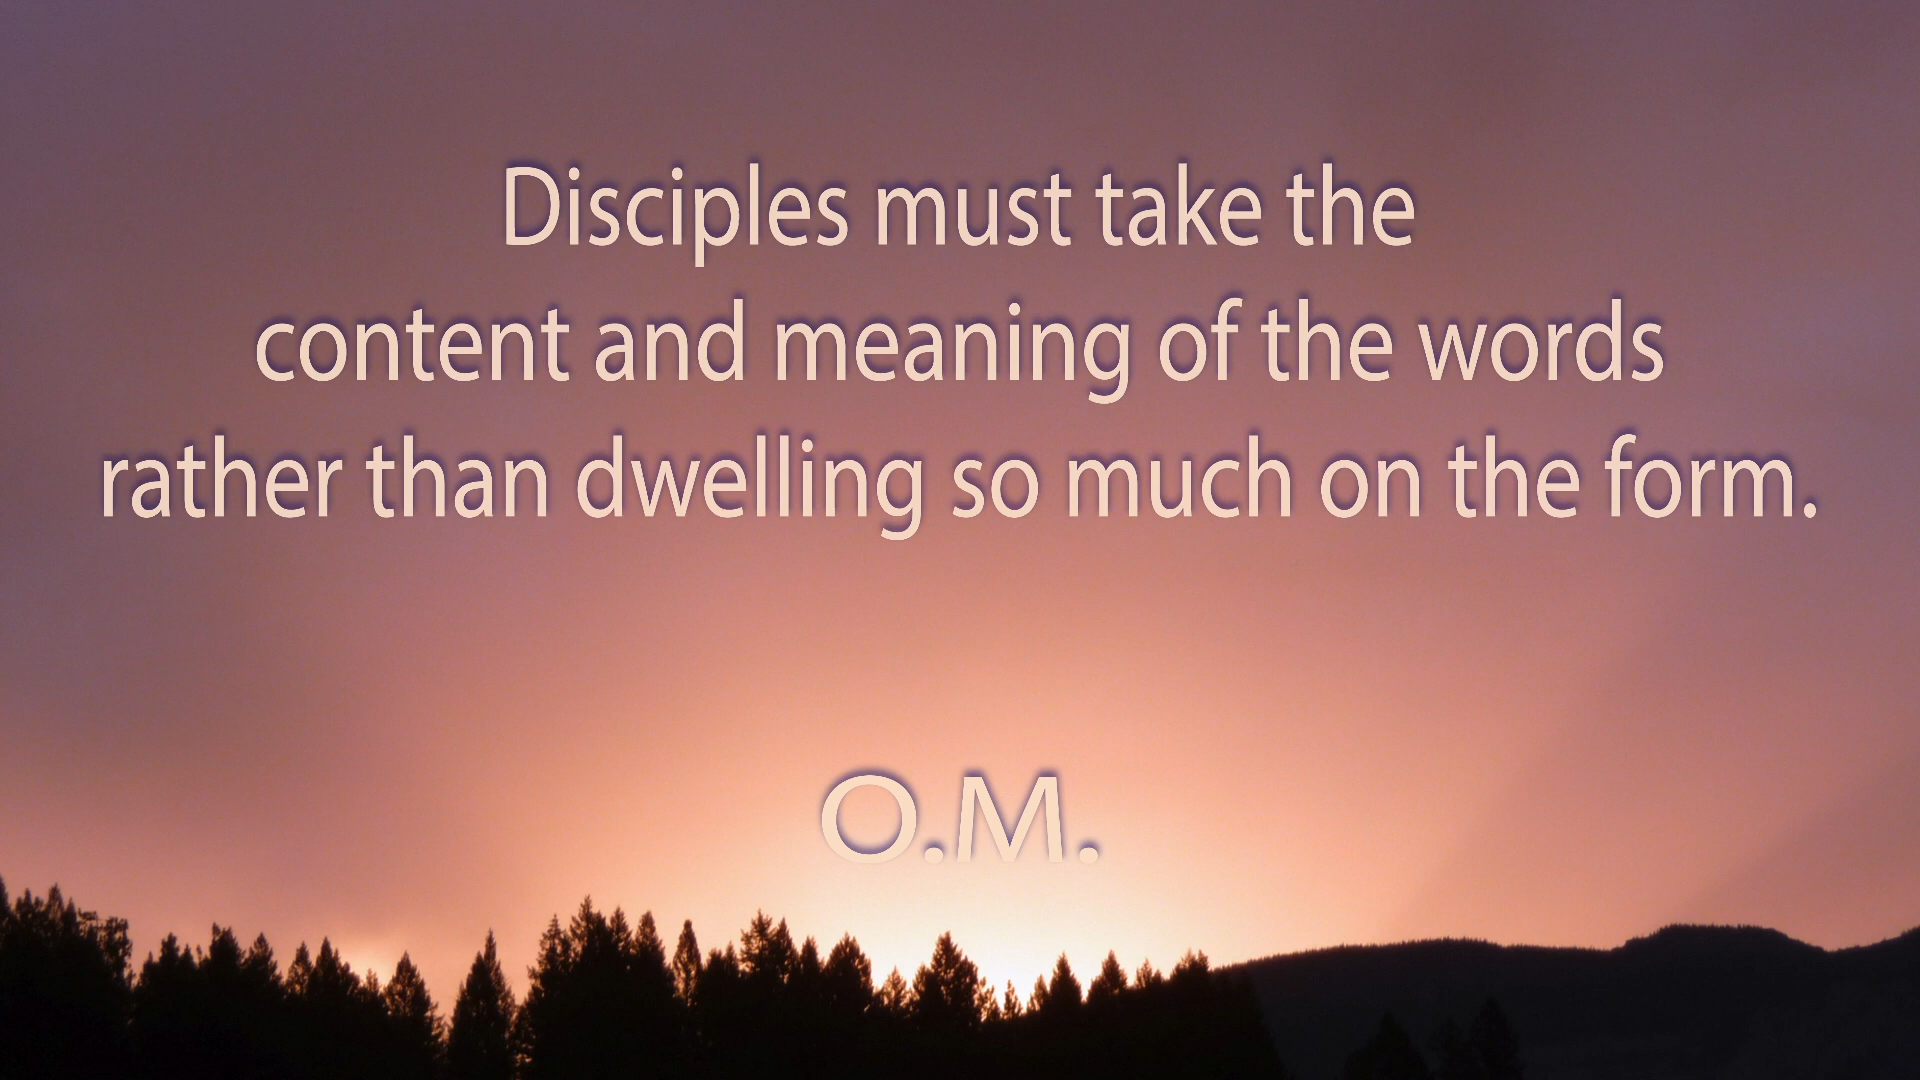 Disciples must take the
content and meaning of the words
rather than dwelling so much on the form.
O.M.